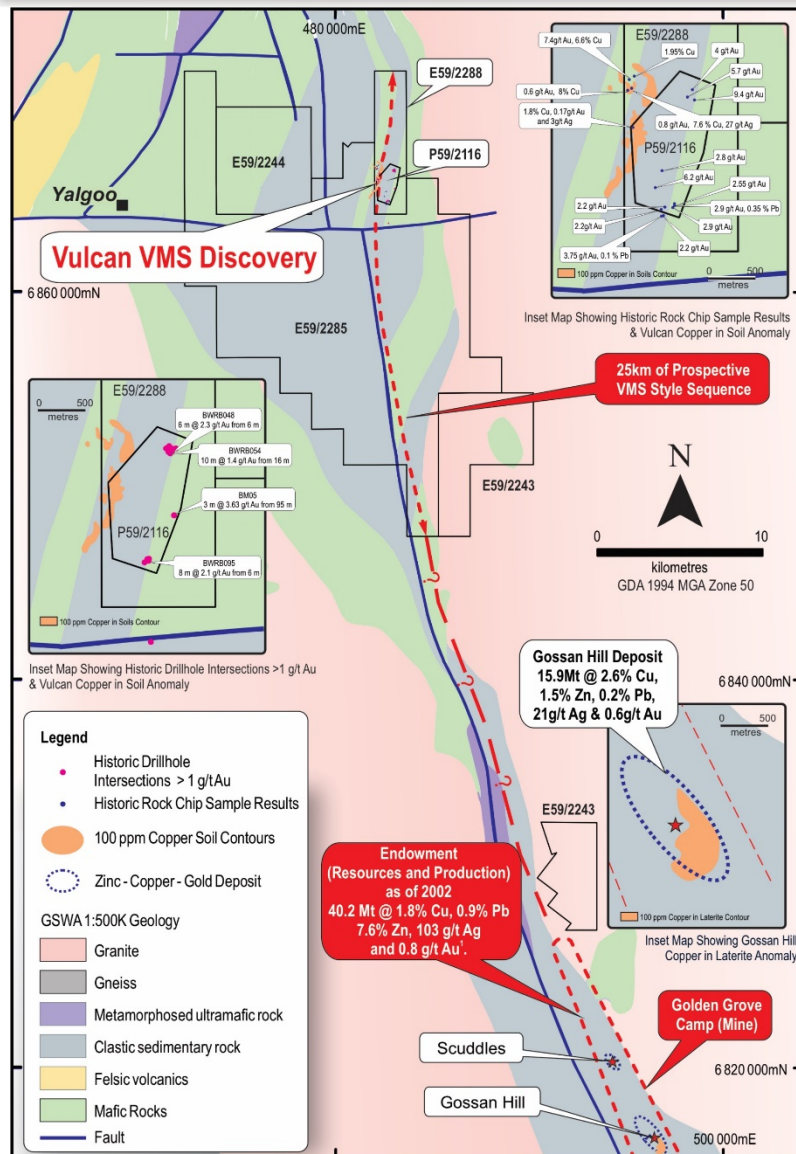 480 000mE
E59/2288
P59/2116
E59/2244
Yalgoo
Vulcan VMS Discovery
6 860 000mN
E59/2285
25km of Prospective
VMS Style Sequence
E59/2243
E59/2288
7.4g/t Au, 6.6% Cu
1.95% Cu
4 g/t Au
5.7 g/t Au
9.4 g/t Au
0.6 g/t Au, 8% Cu
1.8% Cu, 0.17g/t Au
and 3g/t Ag
0.8 g/t Au, 7.6 % Cu, 27 g/t Ag
P59/2116
2.8 g/t Au
6.2 g/t Au
2.55 g/t Au
2.2 g/t Au
2.9 g/t Au, 0.35 % Pb
2.2g/t Au
2.9 g/t Au
2.2 g/t Au
3.75 g/t Au, 0.1 % Pb
0 500
metres
100 ppm Copper in Soils Contour
Inset Map Showing Historic Rock Chip Sample Results
& Vulcan Copper in Soil Anomaly
E59/2288
0 500
metres
BWRB048
6 m @ 2.3 g/t Au from 6 m
BWRB054
10 m @ 1.4 g/t Au from 16 m
BM05
3 m @ 3.63 g/t Au from 95 m
P59/2116
BWRB095
8 m @ 2.1 g/t Au from 6 m
100 ppm Copper in Soils Contour
Inset Map Showing Historic Drillhole Intersections >1 g/t Au
& Vulcan Copper in Soil Anomaly
N
0 10
kilometres
GDA 1994 MGA Zone 50
?
?
?
Gossan Hill Deposit
15.9Mt @ 2.6% Cu,
1.5% Zn, 0.2% Pb,
21g/t Ag & 0.6g/t Au
6 840 000mN
0 500
metres
100 ppm Copper in Laterite Contour
Inset Map Showing Gossan Hill
Copper in Laterite Anomaly
E59/2243
Endowment
(Resources and Production)
as of 2002
40.2 Mt @ 1.8% Cu, 0.9% Pb
7.6% Zn, 103 g/t Ag
and 0.8 g/t Au¹.
Golden Grove
Camp (Mine)
Scuddles
6 820 000mN
Gossan Hill
500 000mE
Legend
Historic Drillhole
Intersections > 1 g/t Au
Historic Rock Chip Sample Results
100 ppm Copper Soil Contours
Zinc - Copper - Gold Deposit
GSWA 1:500K Geology
Granite
Gneiss
Metamorphosed ultramafic rock
Clastic sedimentary rock
Felsic volcanics
Mafic Rocks
Fault